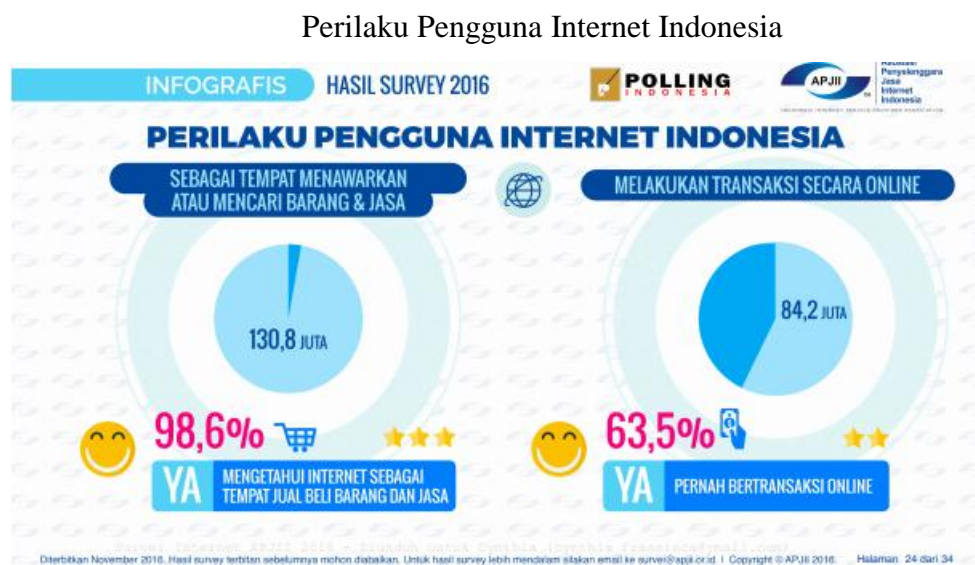 Perilaku Pengguna Internet Indonesia
INFOGRAFIS HASIL SURVEY 2016
POLLING
INDONESIA
APJII
Penyelenggara
Jasa
Internet
Indonesia
PERILAKU PENGGUNA INTERNET INDONESIA
SEBAGAI TEMPAT MENAWARKAN
ATAU MENCARI BARANG & JASA
130,8 JUTA
98,6%
YA
MENGETAHUI INTERNET SEBAGAI
TEMPAT JUAL BELI BARANG DAN JASA
MELAKUKAN TRANSAKSI SECARA ONLINE
84,2 JUTA
63,5%
YA
PERNAH BERTRANSAKSI ONLINE
Diterbitkan November 2016. Hasil survey terbitan sebelumnya mohon diabaikan. Untuk hasil survey lebih mendalam silakan email ke survei@apjii.or.id. | Copyright © APJII 2016. Halaman 24 dari 34